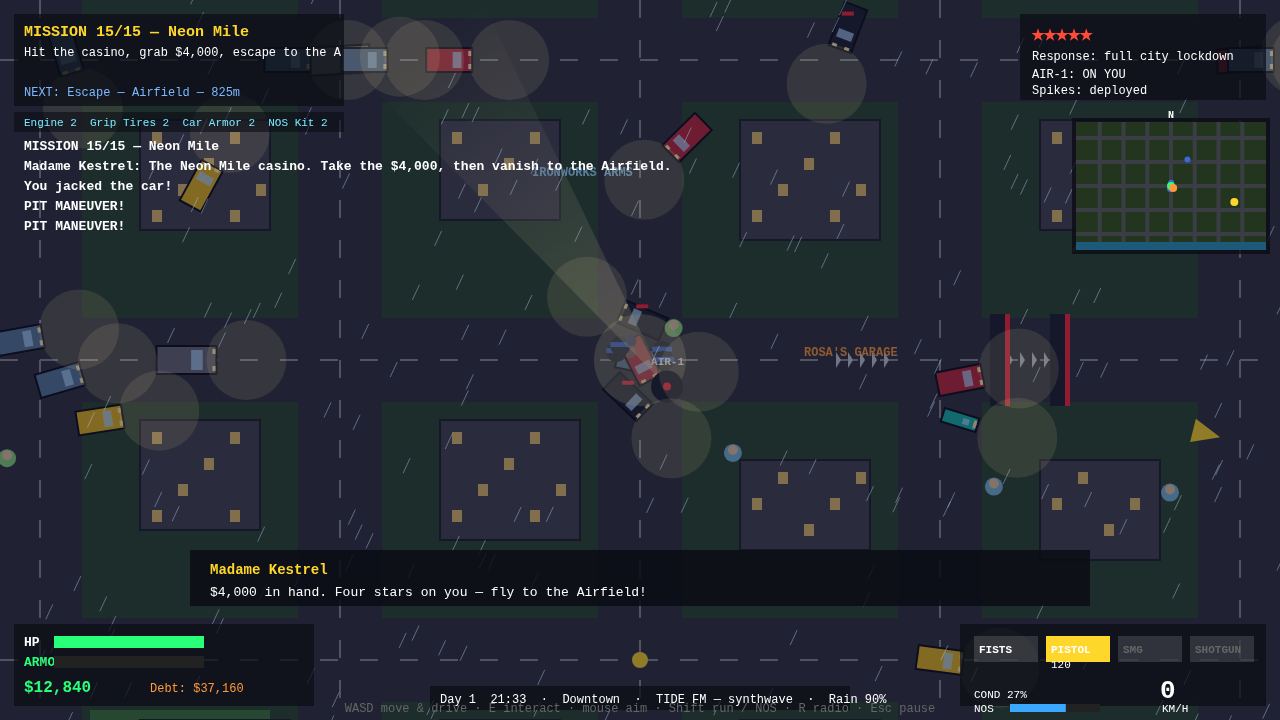 MISSION 15/15 — Neon Mile
Hit the casino, grab $4,000, escape to the A
NEXT: Escape — Airfield — 825m
Engine 2 Grip Tires 2 Car Armor 2 NOS Kit 2
MISSION 15/15 — Neon Mile
Madame Kestrel: The Neon Mile casino. Take the $4,000, then vanish to the Airfield.
You jacked the car!
PIT MANEUVER!
PIT MANEUVER!
★★★★★
Response: full city lockdown
AIR-1: ON YOU
Spikes: deployed
N
IRONWORKS ARMS
ROSA'S GARAGE
AIR-1
Madame Kestrel
$4,000 in hand. Four stars on you — fly to the Airfield!
HP
ARMO
$12,840
Debt: $37,160
Day 1 21:33 · Downtown · TIDE FM — synthwave · Rain 90%
WASD move & drive · E interact · mouse aim · Shift run / NOS · R radio · Esc pause
FISTS
PISTOL
120
SMG
SHOTGUN
COND 27%
NOS
0
KM/H